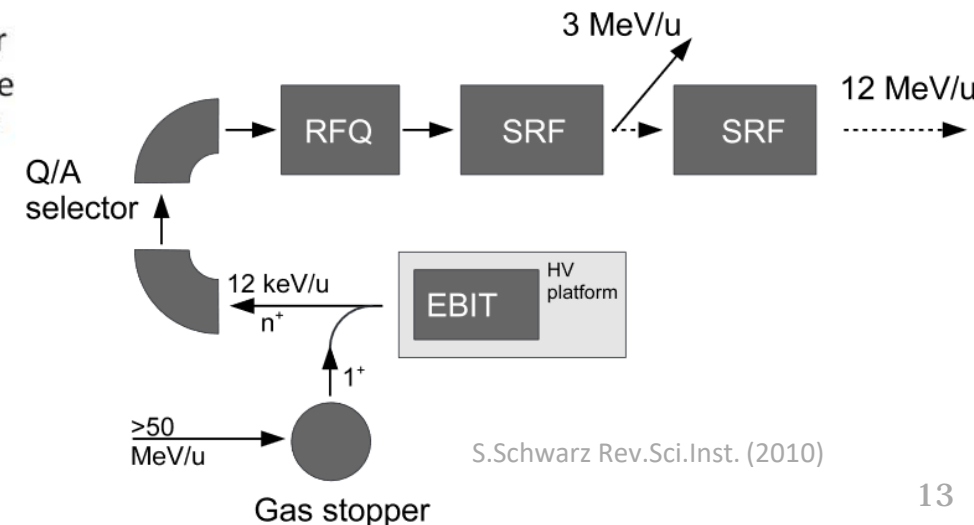 3 MeV/u
12 MeV/u
RFQ
SRF
SRF
Q/A
selector
12 keV/u
n⁺
EBIT
HV
platform
1⁺
>50
MeV/u
Gas stopper
S.Schwarz Rev.Sci.Inst. (2010)
13